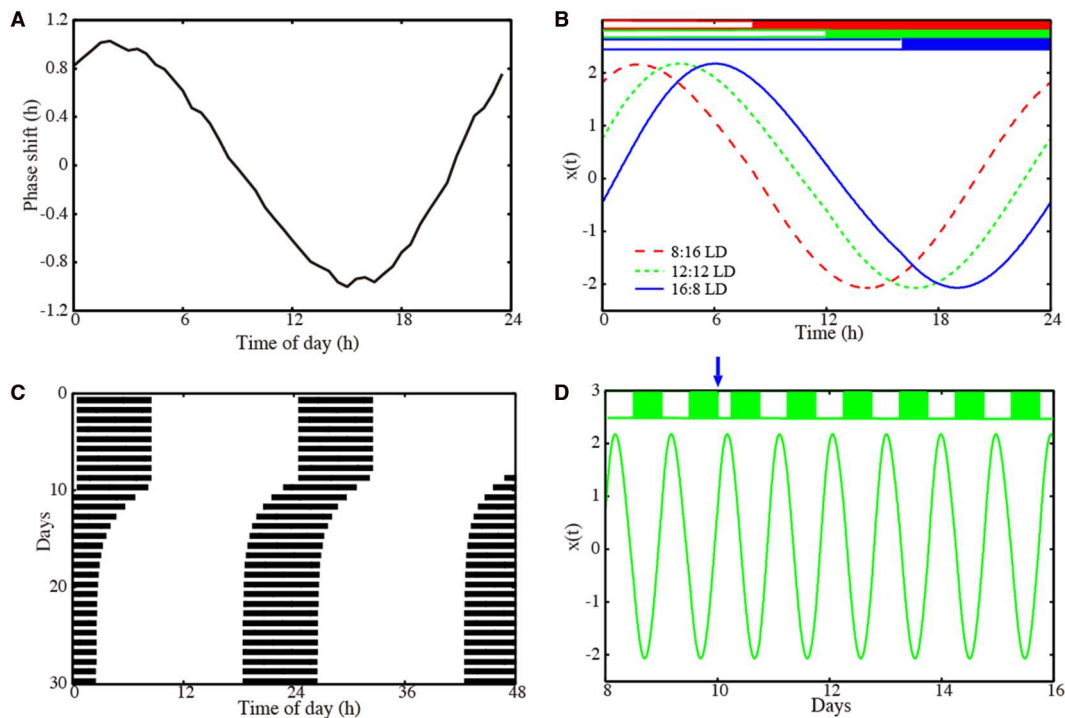 A
1.2
0.8
0.4
0
-0.4
-0.8
-1.2
Phase shift (h)
0 6 12 18 24
Time of day (h)
B
2
1
0
-1
-2
x(t)
8:16 LD
12:12 LD
16:8 LD
0 6 12 18 24
Time (h)
C
0
10
20
30
Days
0 12 24 36 48
Time of day (h)
D
3
2
1
0
-1
-2
x(t)
8 10 12 14 16
Days